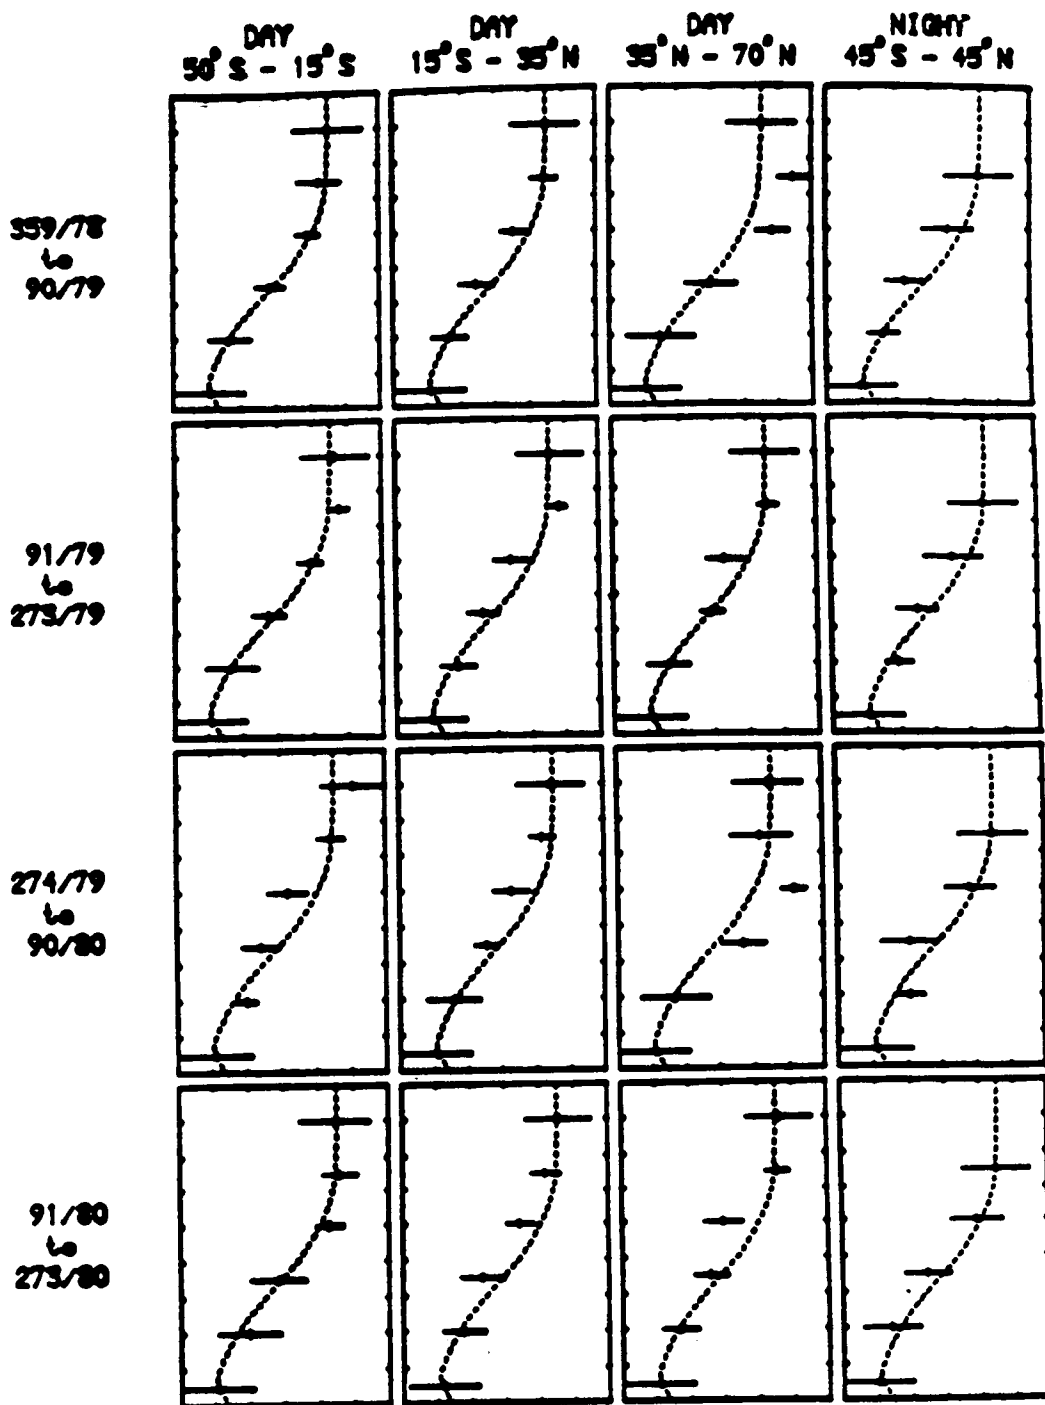 DAY
50°S - 15°S
DAY
15°S - 35°N
DAY
35°N - 70°N
NIGHT
45°S - 45°N
359/78
to
90/79
91/79
to
273/79
274/79
to
90/80
91/80
to
273/80